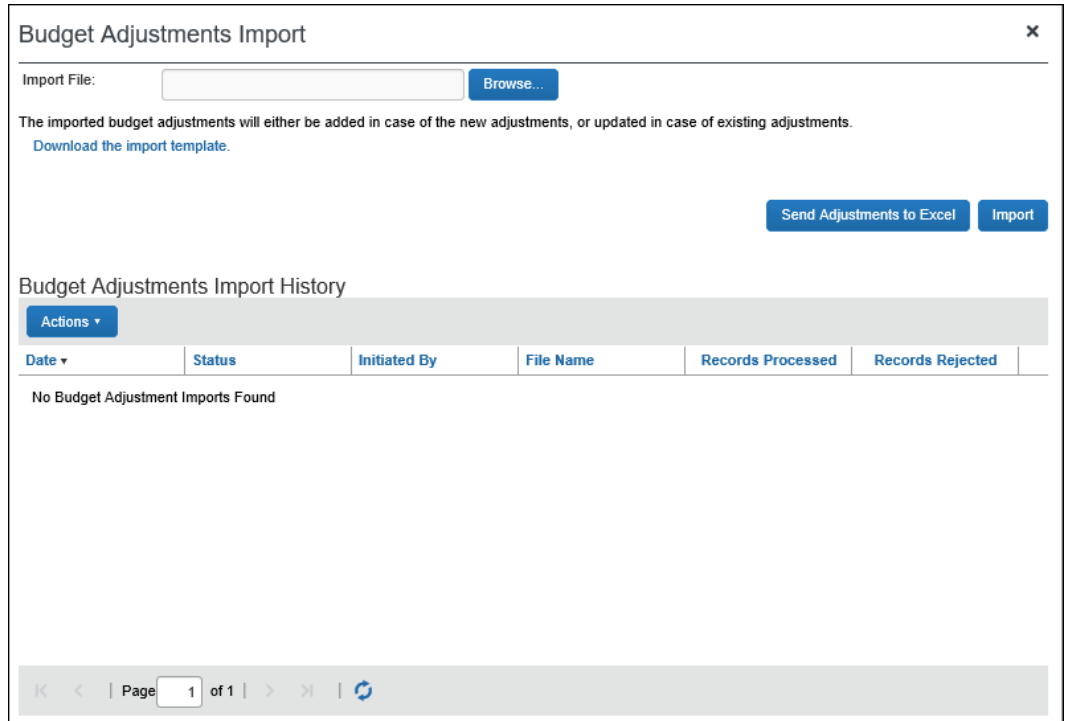 Budget Adjustments Import
Import File:
Browse...
The imported budget adjustments will either be added in case of the new adjustments, or updated in case of existing adjustments.
Download the import template.
Send Adjustments to Excel Import
Budget Adjustments Import History
Actions
Date Status Initiated By File Name Records Processed Records Rejected
No Budget Adjustment Imports Found
Page 1 of 1